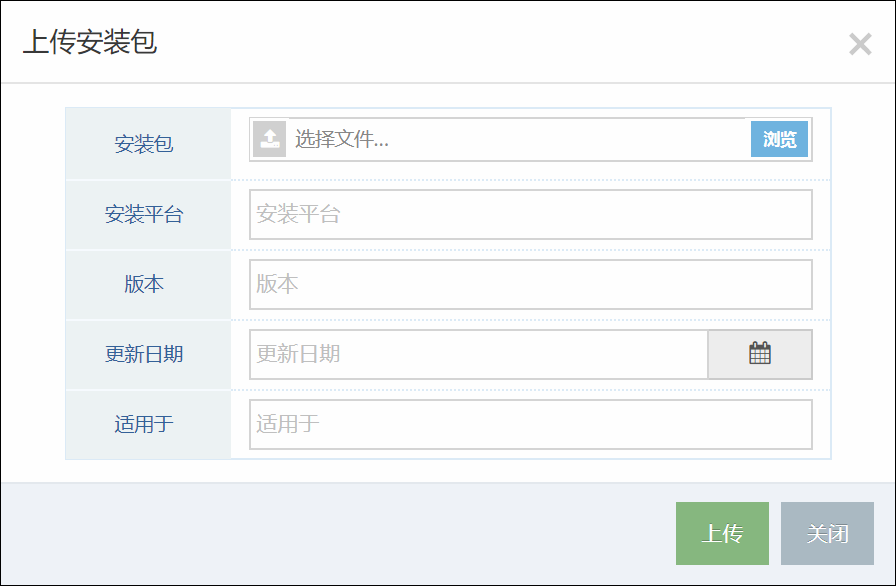 上传安装包
安装包 选择文件... 浏览
安装平台 安装平台
版本 版本
更新日期 更新日期
适用于 适用于
上传 关闭